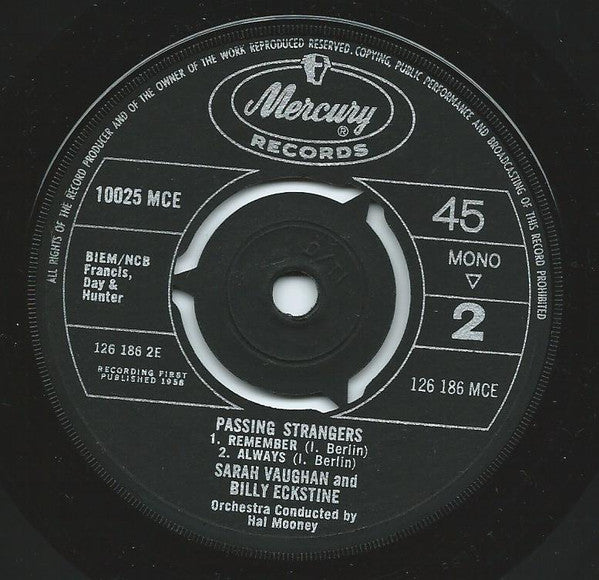 ALL RIGHTS OF THE RECORD PRODUCER AND OF THE OWNER OF THE WORK REPRODUCED RESERVED. COPYING, PUBLIC PERFORMANCE AND BROADCASTING OF THIS RECORD PROHIBITED
Mercury ®
RECORDS
10025 MCE
BIEM/NCB
Francis,
Day &
Hunter
126 186 2E
RECORDING FIRST
PUBLISHED 1958
45
MONO
▽
2
126 186 MCE
PASSING STRANGERS
1. REMEMBER (I. Berlin)
2. ALWAYS (I. Berlin)
SARAH VAUGHAN and
BILLY ECKSTINE
Orchestra Conducted by
Hal Mooney